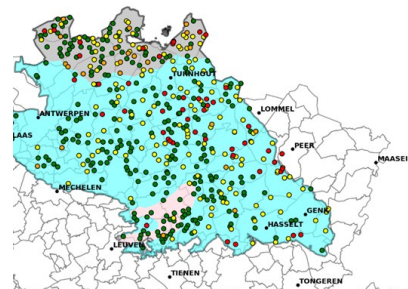 TURNHOUT
LOMMEL
ANTWERPEN
LAAS
PEER
MAASEI
MECHELEN
GENK
HASSELT
LEUVEN
TIENEN
TONGEREN